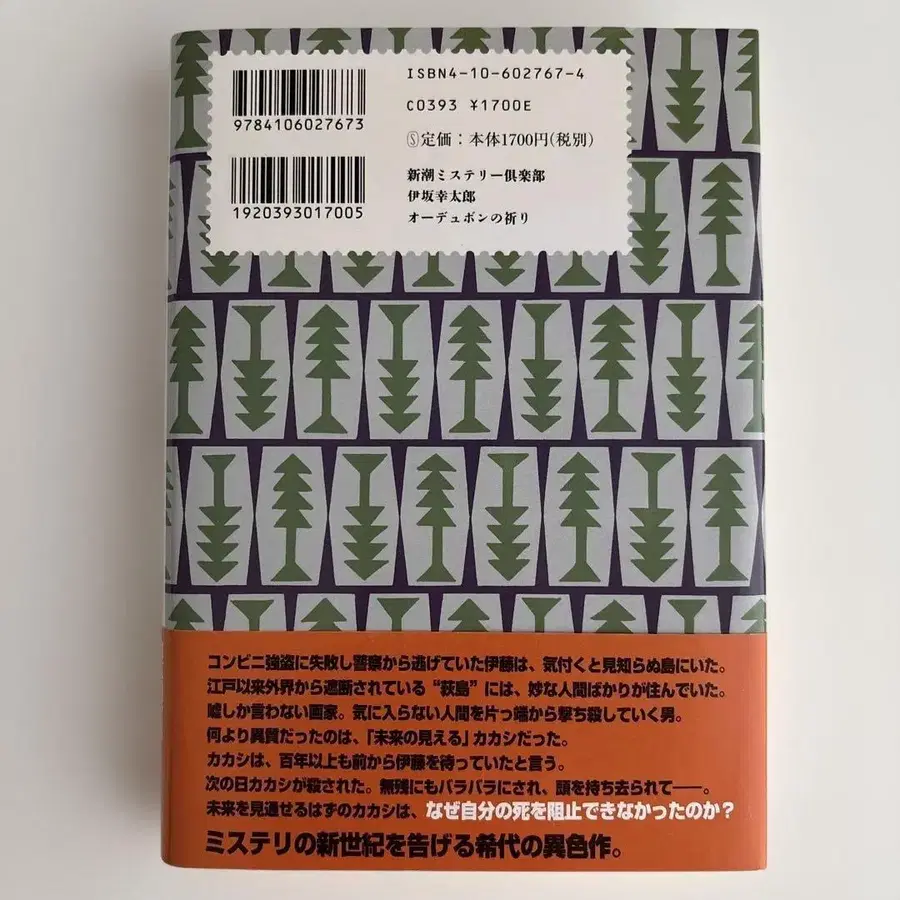 ISBN4-10-602767-4
C0393 ¥1700E
9784106027673
Ⓢ定価：本体1700円(税別)
新潮ミステリー倶楽部
伊坂幸太郎
1920393017005
オーデュボンの祈り
コンビニ強盗に失敗し警察から逃げていた伊藤は、気付くと見知らぬ島にいた。
江戸以来外界から遮断されている“萩島”には、妙な人間ばかりが住んでいた。
嘘しか言わない画家。気に入らない人間を片っ端から撃ち殺していく男。
何より異質だったのは、「未来の見える」カカシだった。
カカシは、百年以上も前から伊藤を待っていたと言う。
次の日カカシが殺された。無残にもバラバラにされ、頭を持ち去られて――。
未来を見通せるはずのカカシは、なぜ自分の死を阻止できなかったのか？
ミステリの新世紀を告げる希代の異色作。